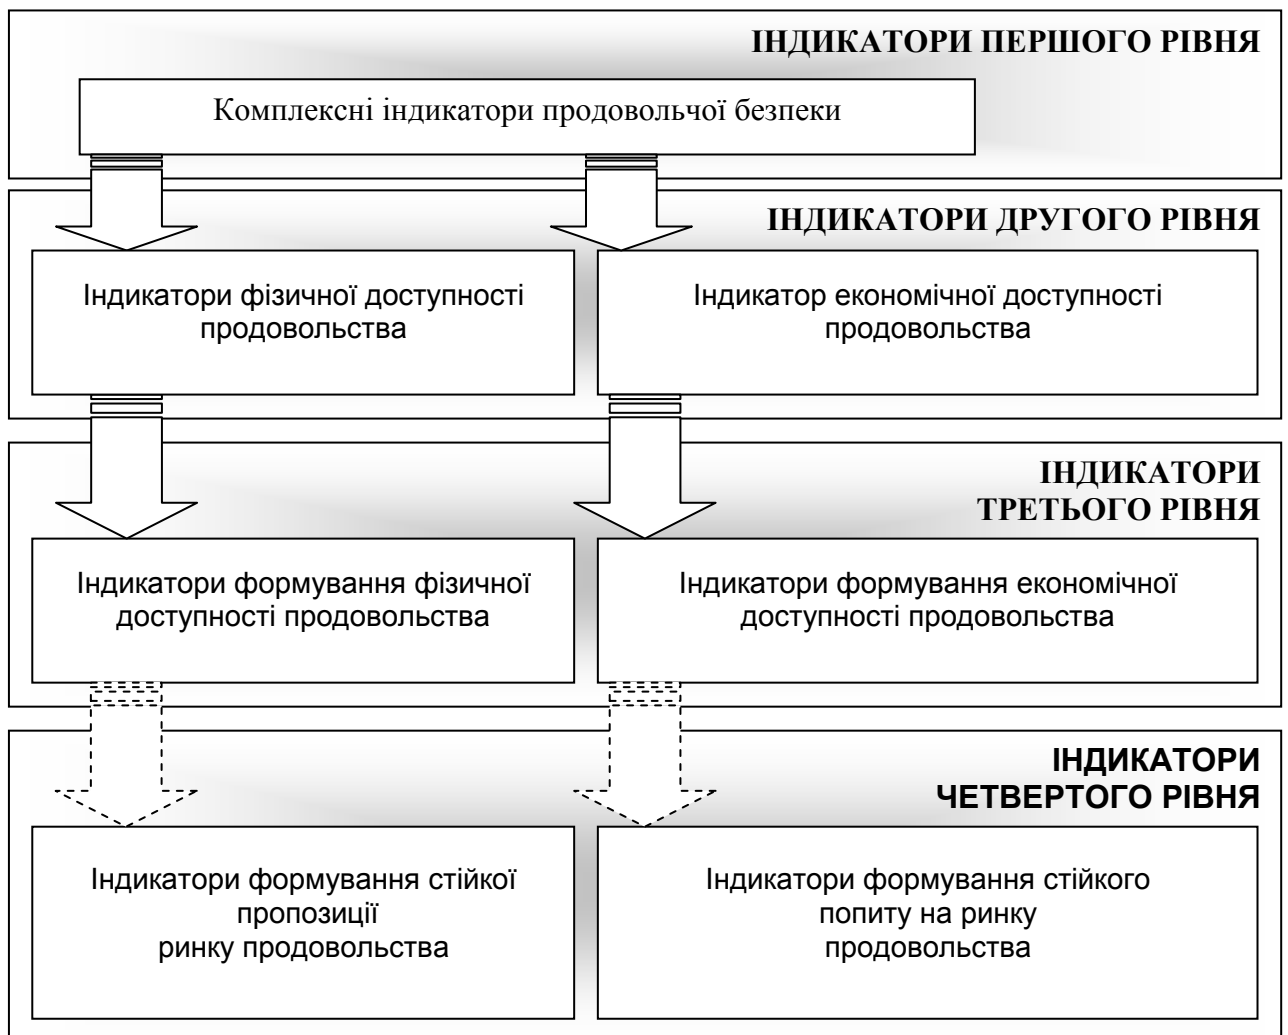 ІНДИКАТОРИ ПЕРШОГО РІВНЯ
Комплексні індикатори продовольчої безпеки
ІНДИКАТОРИ ДРУГОГО РІВНЯ
Індикатори фізичної доступності
продовольства
Індикатор економічної доступності
продовольства
ІНДИКАТОРИ
ТРЕТЬОГО РІВНЯ
Індикатори формування фізичної
доступності продовольства
Індикатори формування економічної
доступності продовольства
ІНДИКАТОРИ
ЧЕТВЕРТОГО РІВНЯ
Індикатори формування стійкої
пропозиції
ринку продовольства
Індикатори формування стійкого
попиту на ринку
продовольства